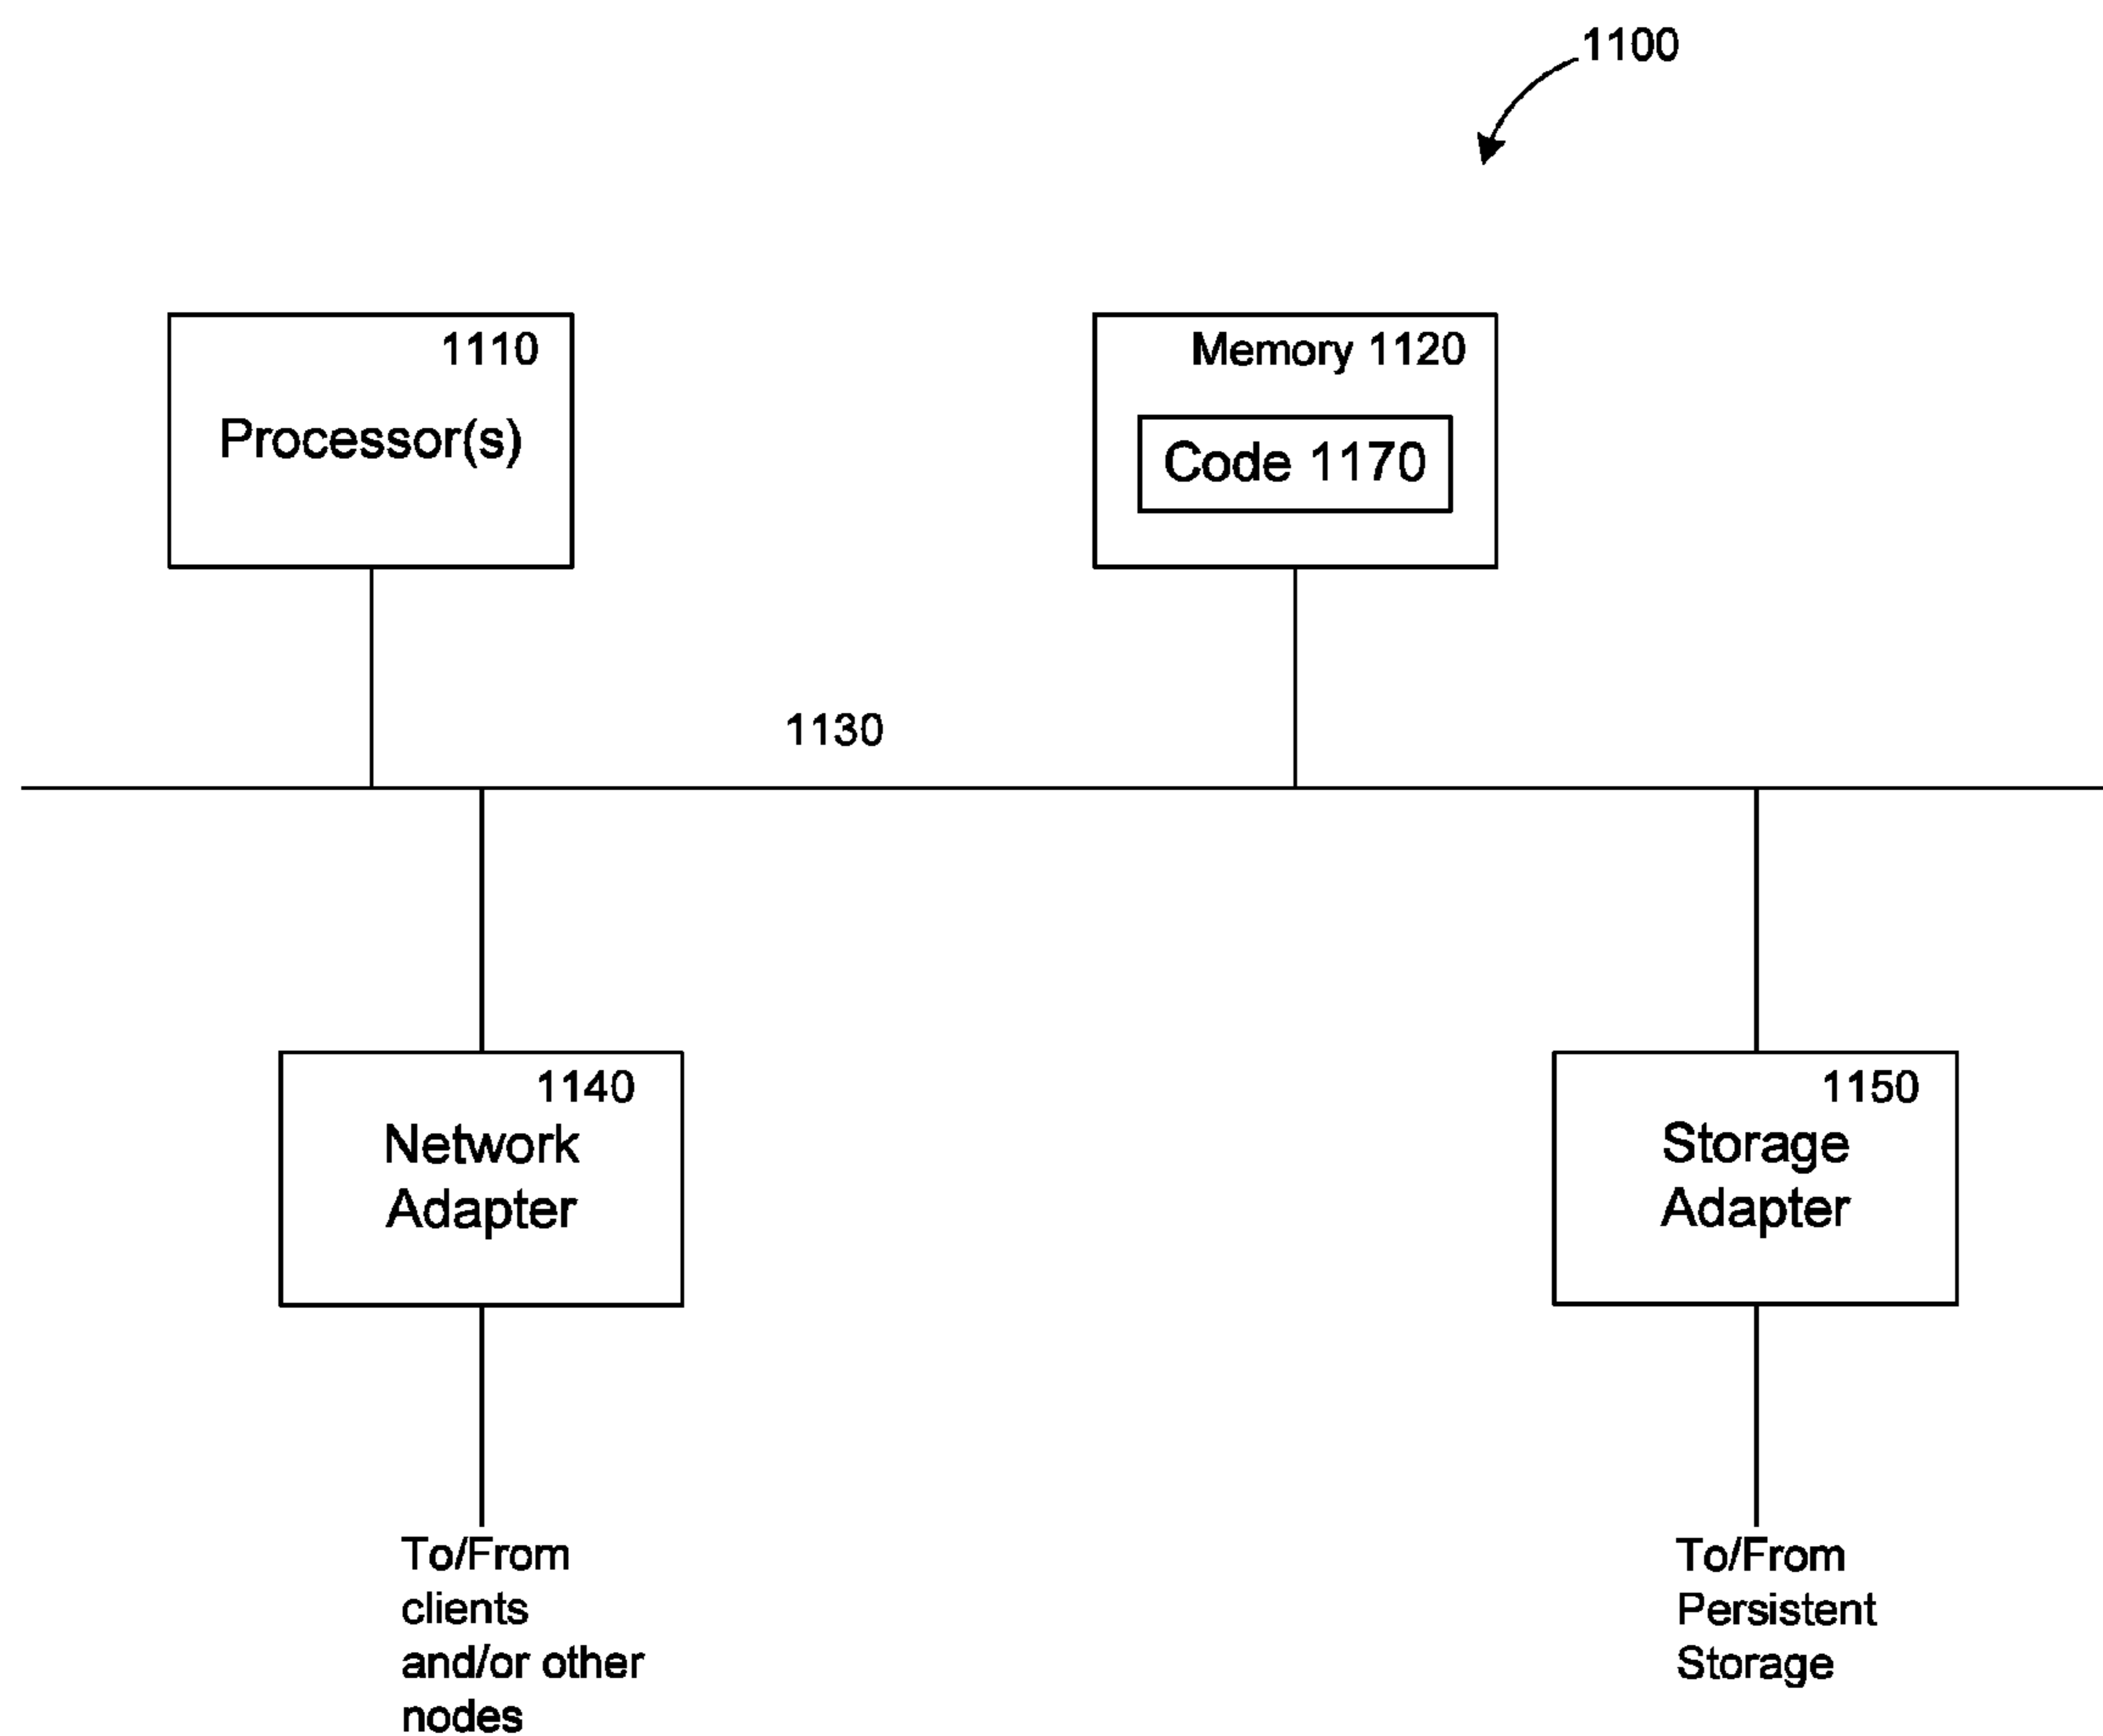 1100
1110
Processor(s)
Memory 1120
Code 1170
1130
1140
Network
Adapter
1150
Storage
Adapter
To/From
clients
and/or other
nodes
To/From
Persistent
Storage